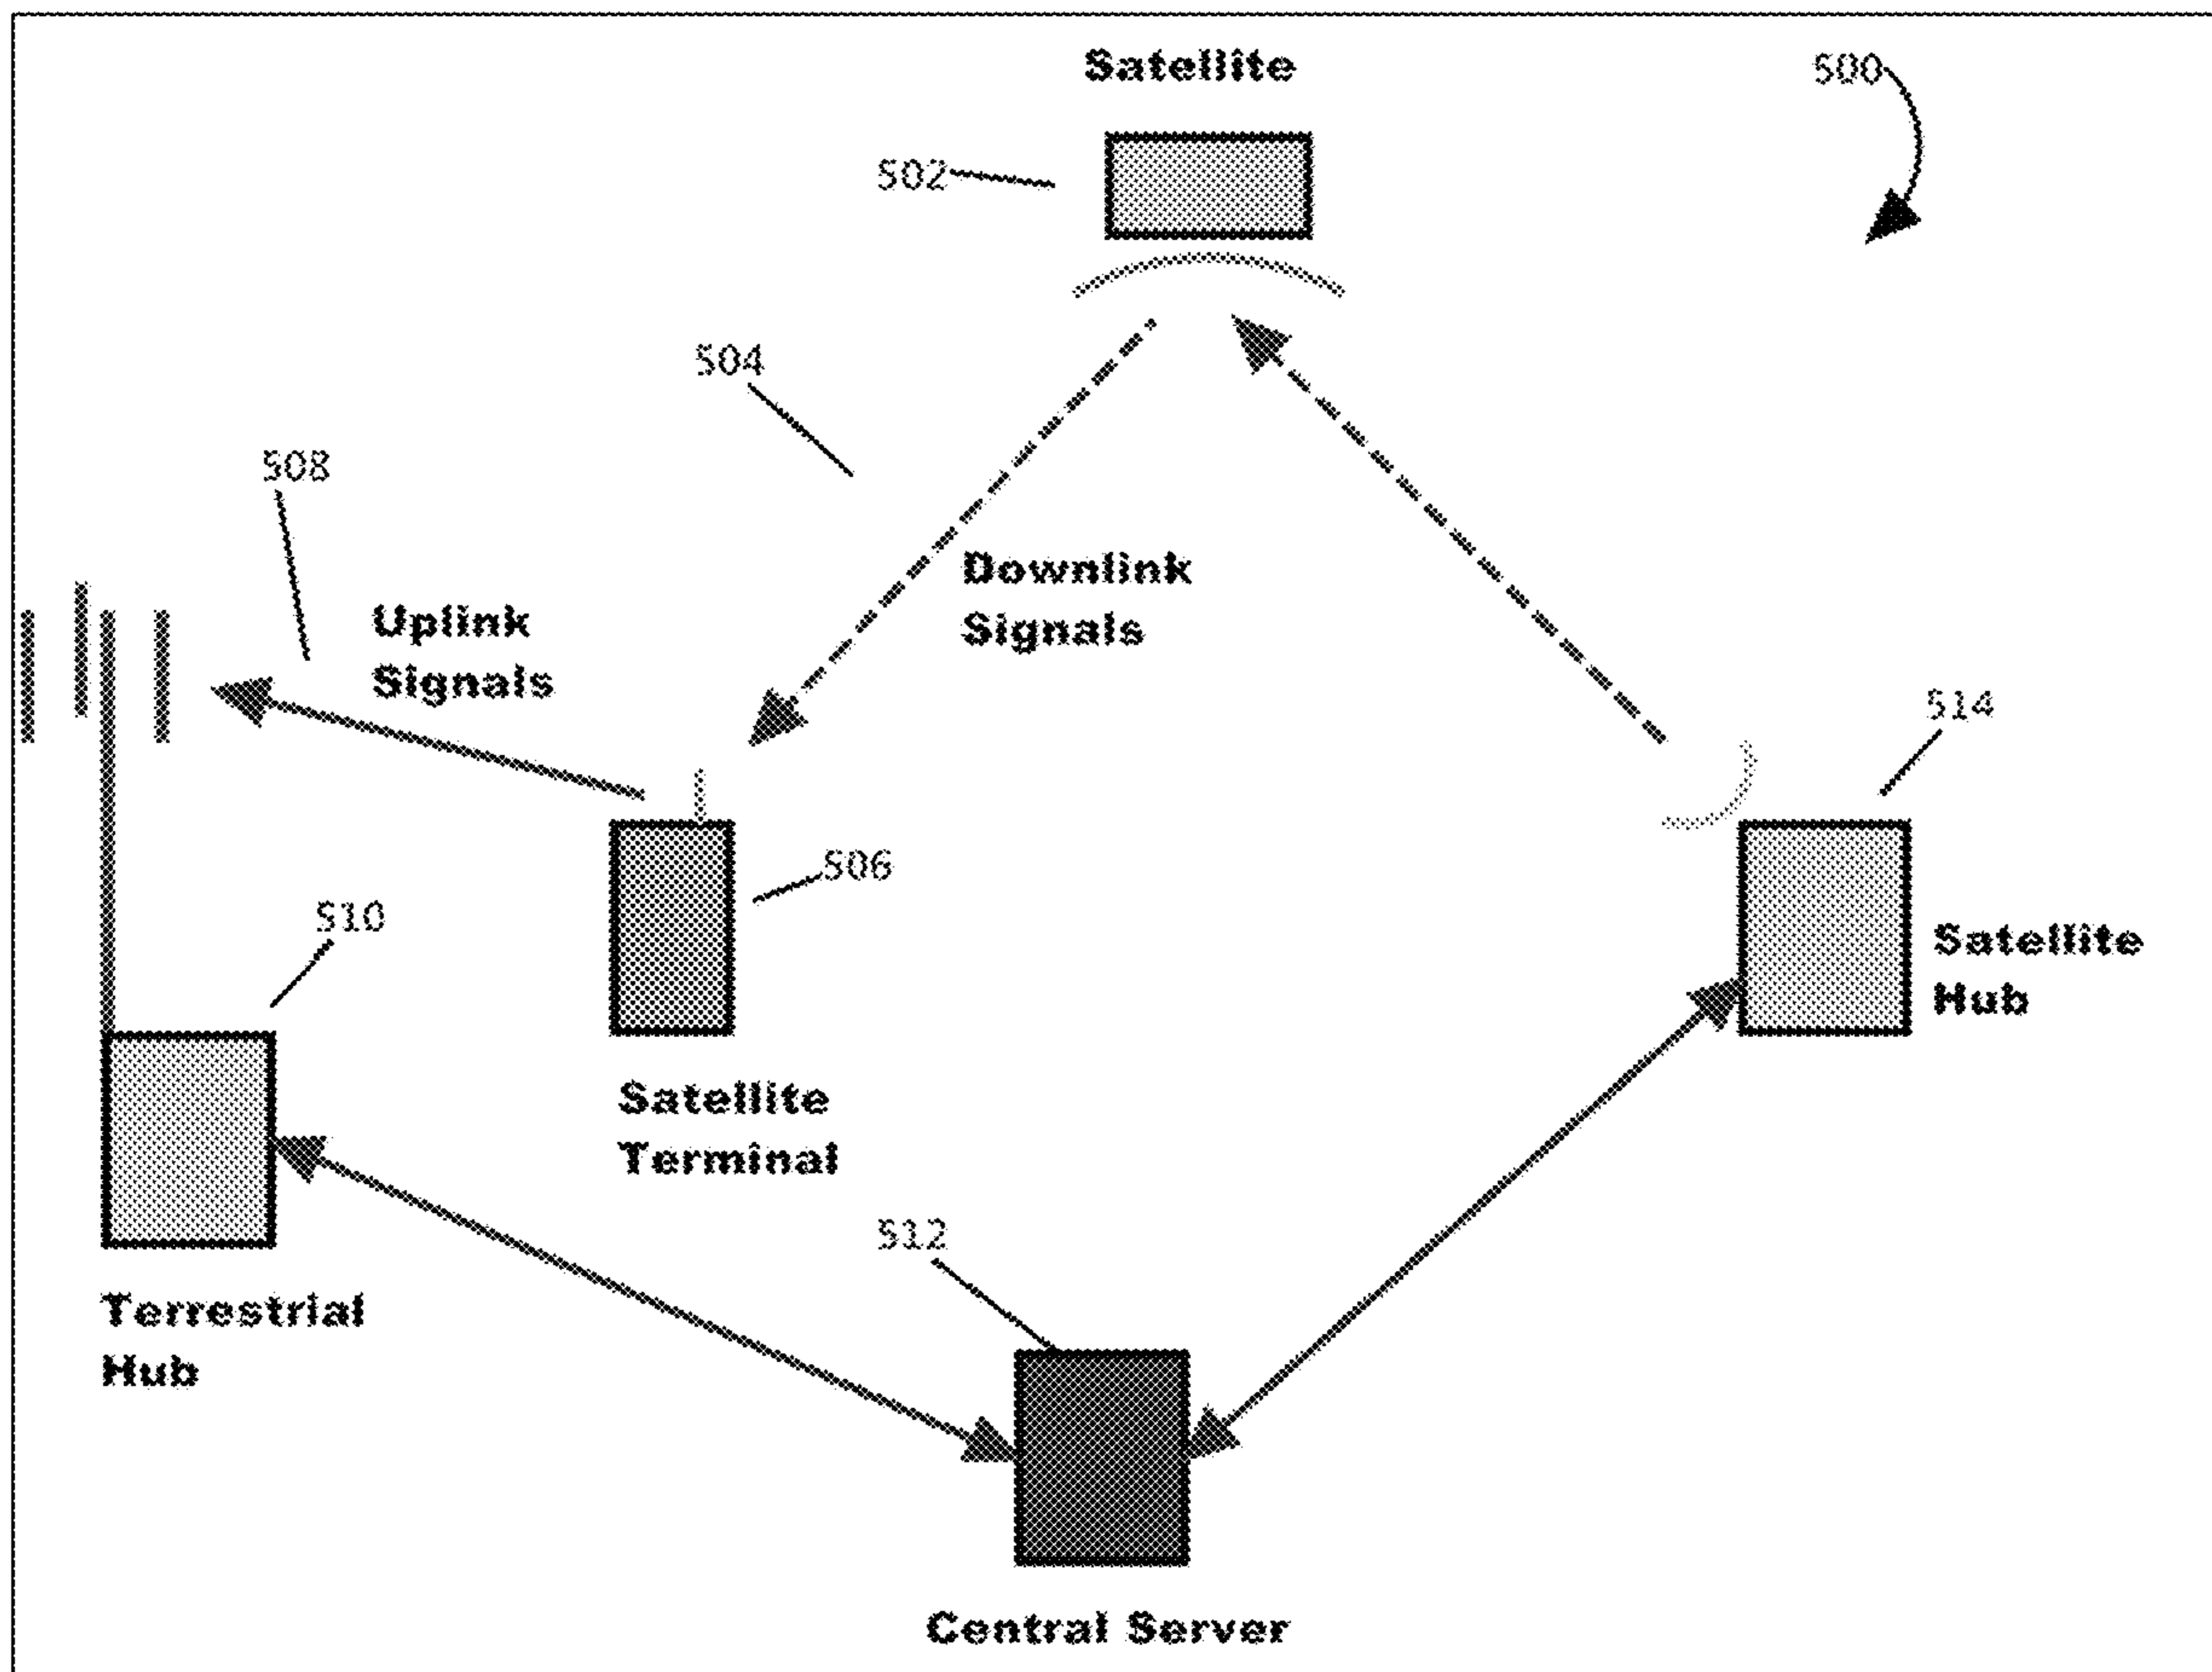 Satellite
500
502
504
508
Downlink
Signals
Uplink
Signals
514
506
510
Satellite
Hub
Satellite
Terminal
512
Terrestrial
Hub
Central Server